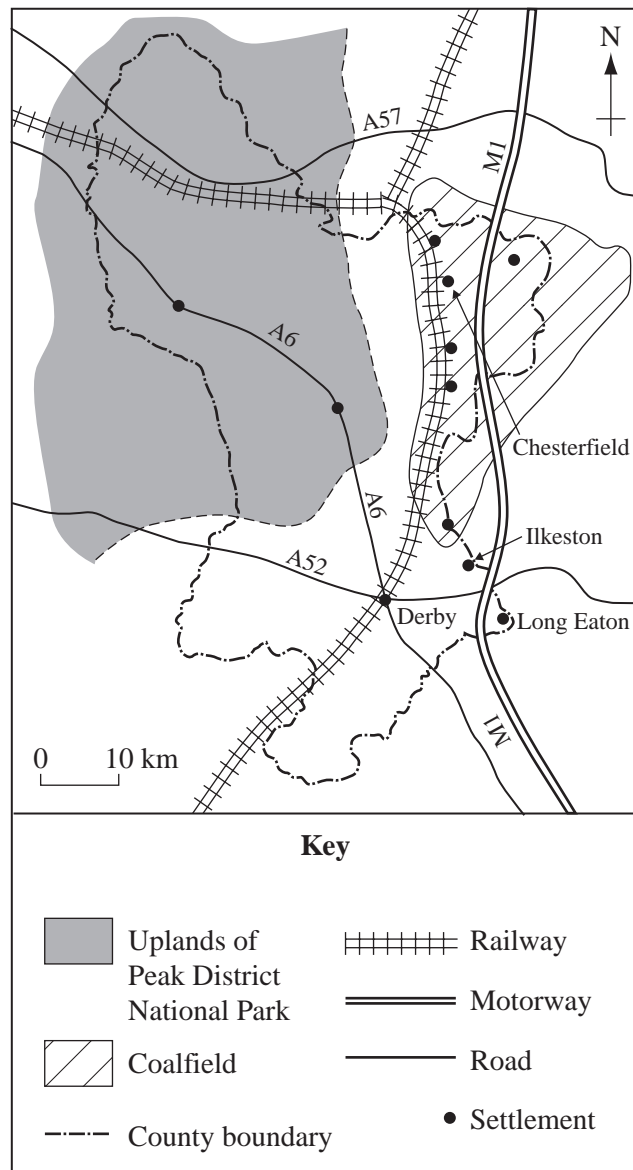 N
A57
M1
A6
Chesterfield
A6
Ilkeston
A52
Derby
Long Eaton
M1
0 10 km
Key
Uplands of
Peak District
National Park
Railway
Motorway
Coalfield
Road
County boundary
Settlement